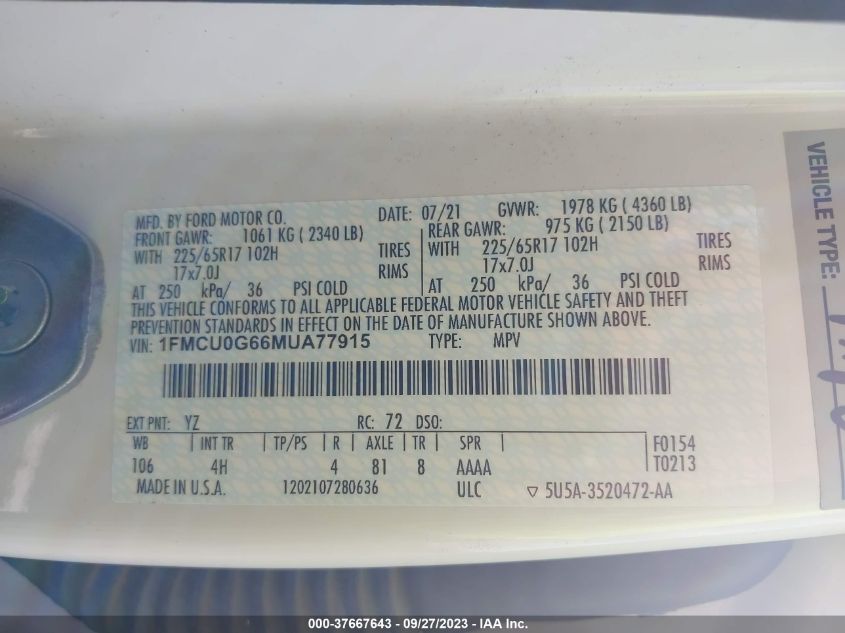 MFD. BY FORD MOTOR CO. DATE: 07/21 GVWR: 1978 KG ( 4360 LB)
FRONT GAWR: 1061 KG ( 2340 LB) REAR GAWR: 975 KG ( 2150 LB)
WITH 225/65R17 102H TIRES WITH 225/65R17 102H TIRES
17x7.0J RIMS 17x7.0J RIMS
AT 250 kPa/ 36 PSI COLD AT 250 kPa/ 36 PSI COLD
THIS VEHICLE CONFORMS TO ALL APPLICABLE FEDERAL MOTOR VEHICLE SAFETY AND THEFT
PREVENTION STANDARDS IN EFFECT ON THE DATE OF MANUFACTURE SHOWN ABOVE.
VIN: 1FMCU0G66MUA77915 TYPE: MPV
EXT PNT: YZ RC: 72 DSO:
WB INT TR TP/PS R AXLE TR SPR F0154
106 4H 4 81 8 AAAA T0213
MADE IN U.S.A. 1202107280636 ULC ▽ 5U5A-3520472-AA
VEHICLE TYPE:
000-37667643 - 09/27/2023 - IAA Inc.